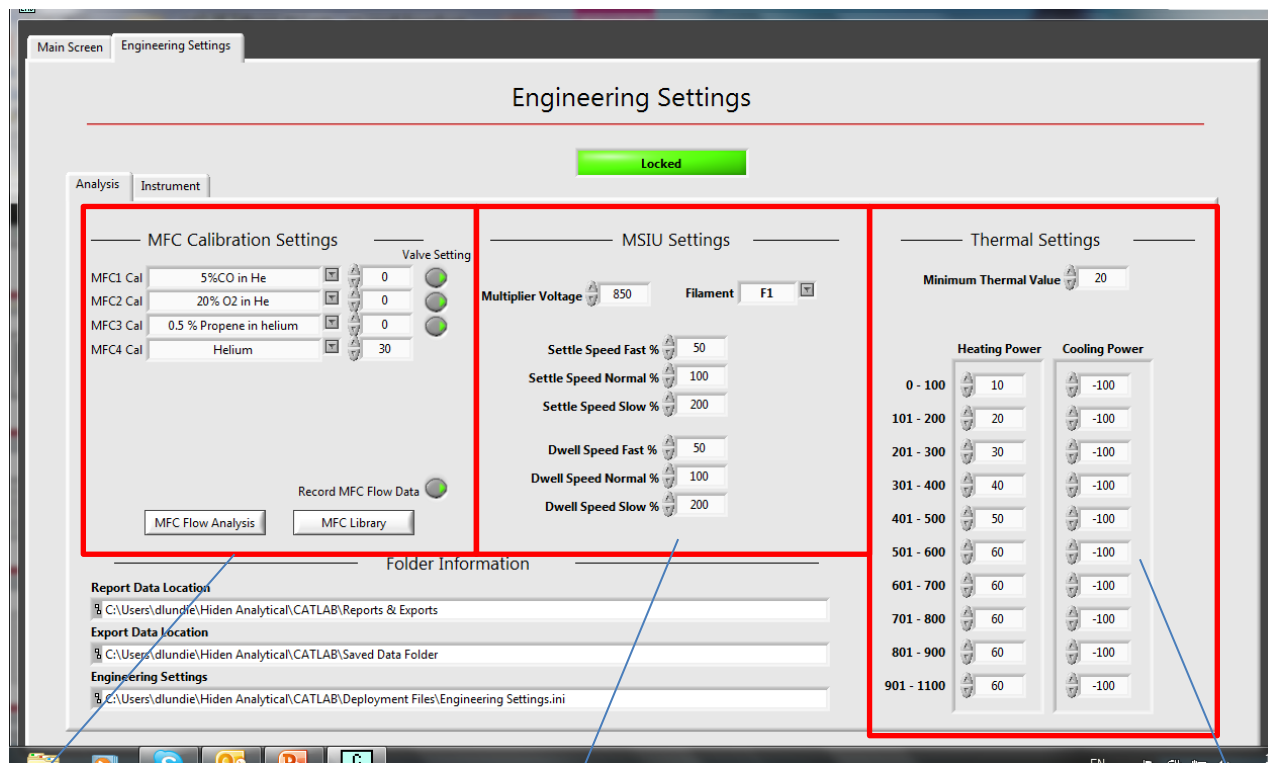 Main Screen
Engineering Settings
Engineering Settings
Locked
Analysis
Instrument
MFC Calibration Settings
Valve Setting
MFC1 Cal 5%CO in He 0
MFC2 Cal 20% O2 in He 0
MFC3 Cal 0.5 % Propene in helium 0
MFC4 Cal Helium 30
Record MFC Flow Data
MFC Flow Analysis
MFC Library
MSIU Settings
Multiplier Voltage 850 Filament F1
Settle Speed Fast % 50
Settle Speed Normal % 100
Settle Speed Slow % 200
Dwell Speed Fast % 50
Dwell Speed Normal % 100
Dwell Speed Slow % 200
Thermal Settings
Minimum Thermal Value 20
Heating Power Cooling Power
0 - 100 10 -100
101 - 200 20 -100
201 - 300 30 -100
301 - 400 40 -100
401 - 500 50 -100
501 - 600 60 -100
601 - 700 60 -100
701 - 800 60 -100
801 - 900 60 -100
901 - 1100 60 -100
Folder Information
Report Data Location
C:\Users\dlundie\Hiden Analytical\CATLAB\Reports & Exports
Export Data Location
C:\Users\dlundie\Hiden Analytical\CATLAB\Saved Data Folder
Engineering Settings
C:\Users\dlundie\Hiden Analytical\CATLAB\Deployment Files\Engineering Settings.ini